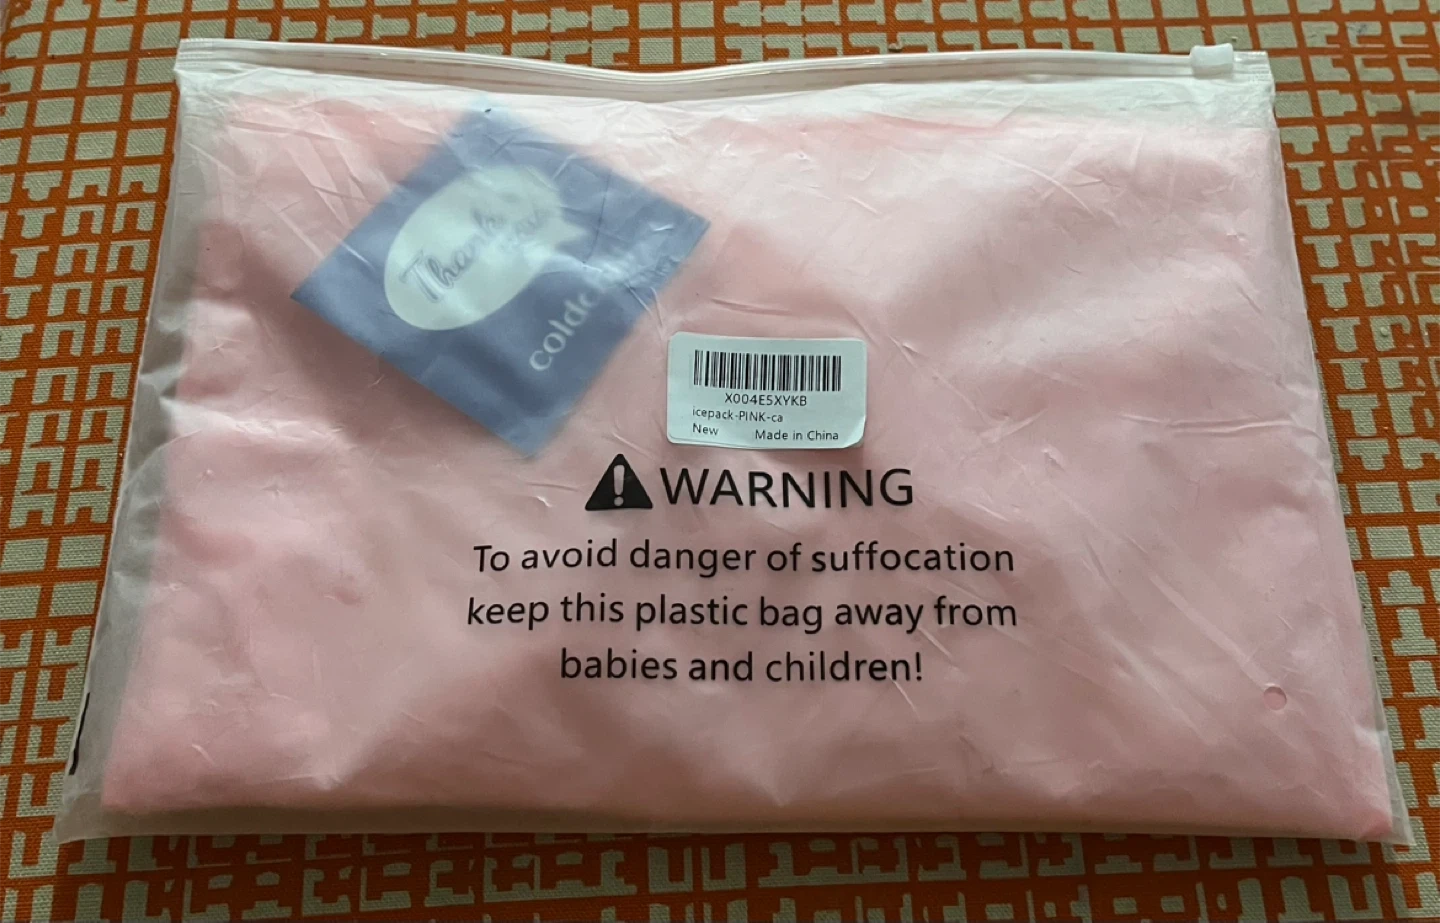 Thank
X004E5XYKB
icepack-PINK-ca
New Made in China
WARNING
To avoid danger of suffocation
keep this plastic bag away from
babies and children!